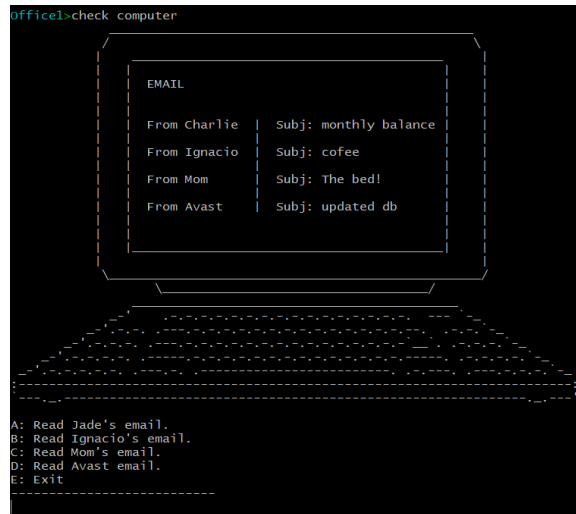 Office1>check computer
EMAIL
From Charlie | Subj: monthly balance
From Ignacio | Subj: cofee
From Mom | Subj: The bed!
From Avast | Subj: updated db
A: Read Jade's email.
B: Read Ignacio's email.
C: Read Mom's email.
D: Read Avast email.
E: Exit